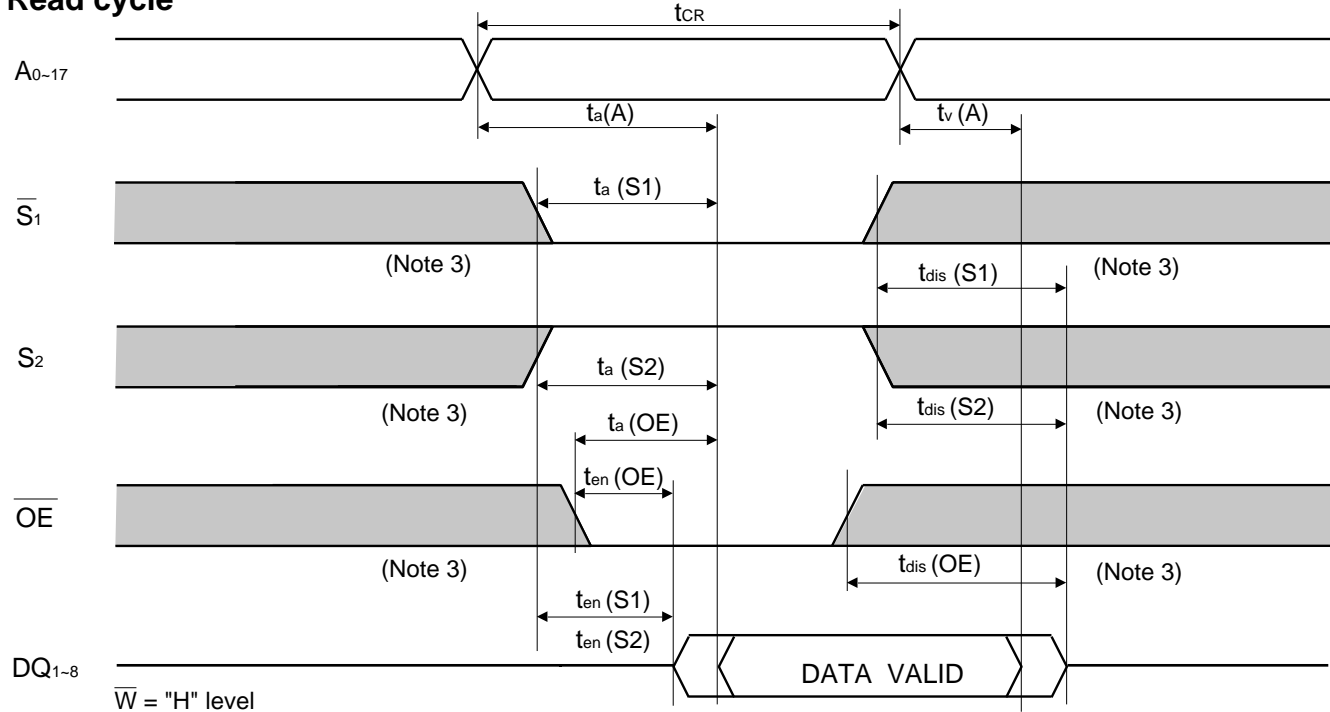 Read cycle
tCR
A0~17
ta(A)
tv (A)
S̅1
ta (S1)
(Note 3)
tdis (S1)
(Note 3)
S2
ta (S2)
(Note 3)
tdis (S2)
(Note 3)
ta (OE)
ten (OE)
O̅E̅
(Note 3)
tdis (OE)
(Note 3)
ten (S1)
ten (S2)
DQ1~8
DATA VALID
W̅ = "H" level